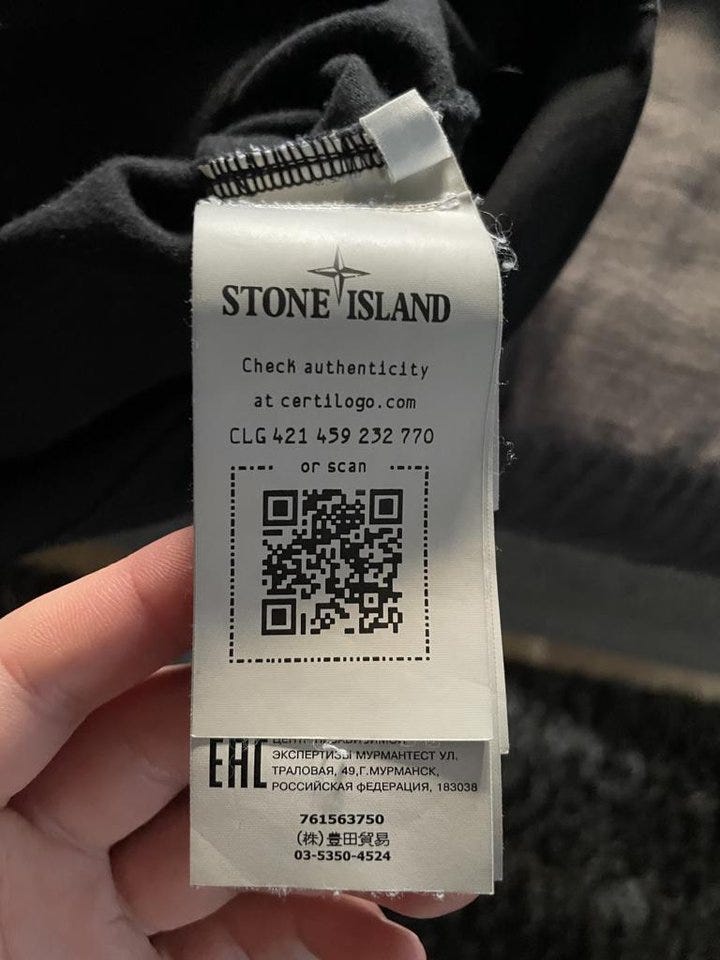 STONE ISLAND
Check authenticity
at certilogo.com
CLG 421 459 232 770
or scan
EAC
ЭКСПЕРТИЗЫ МУРМАНТЕСТ УЛ.
ТРАЛОВАЯ, 49,Г.МУРМАНСК,
РОССИЙСКАЯ ФЕДЕРАЦИЯ, 183038
761563750
(株)豊田貿易
03-5350-4524